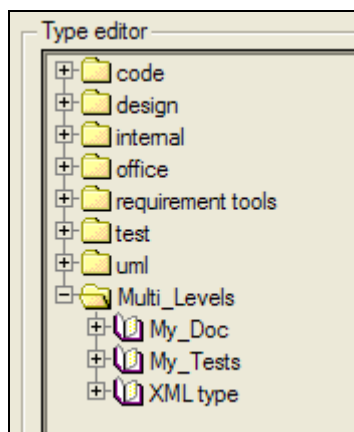 Type editor
code
design
internal
office
requirement tools
test
uml
Multi_Levels
My_Doc
My_Tests
XML type